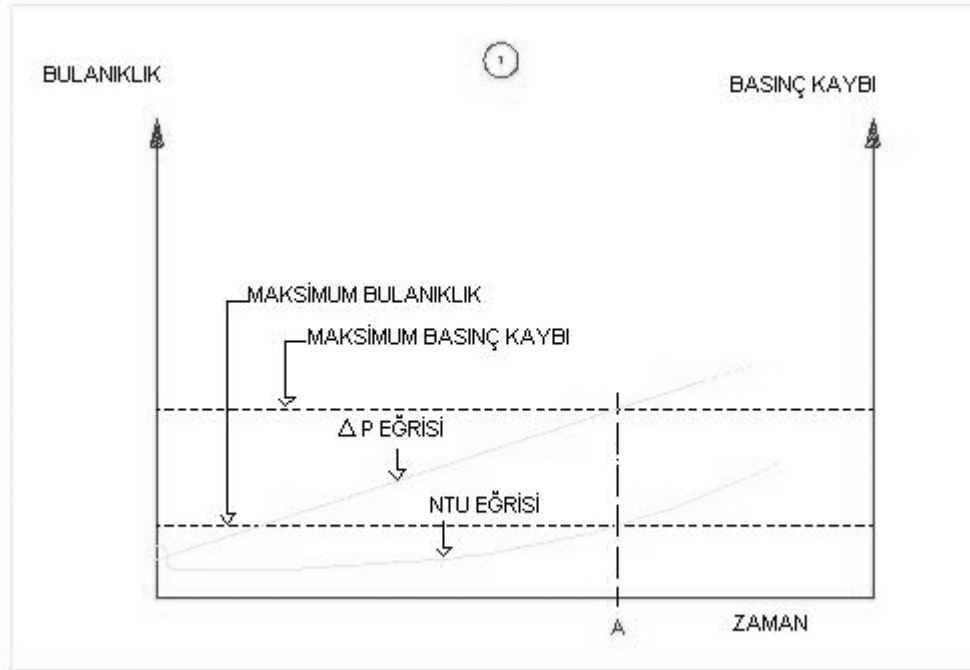 1
BULANIKLIK
BASINÇ KAYBI
MAKSİMUM BULANIKLIK
MAKSİMUM BASINÇ KAYBI
Δ P EĞRİSİ
NTU EĞRİSİ
A
ZAMAN